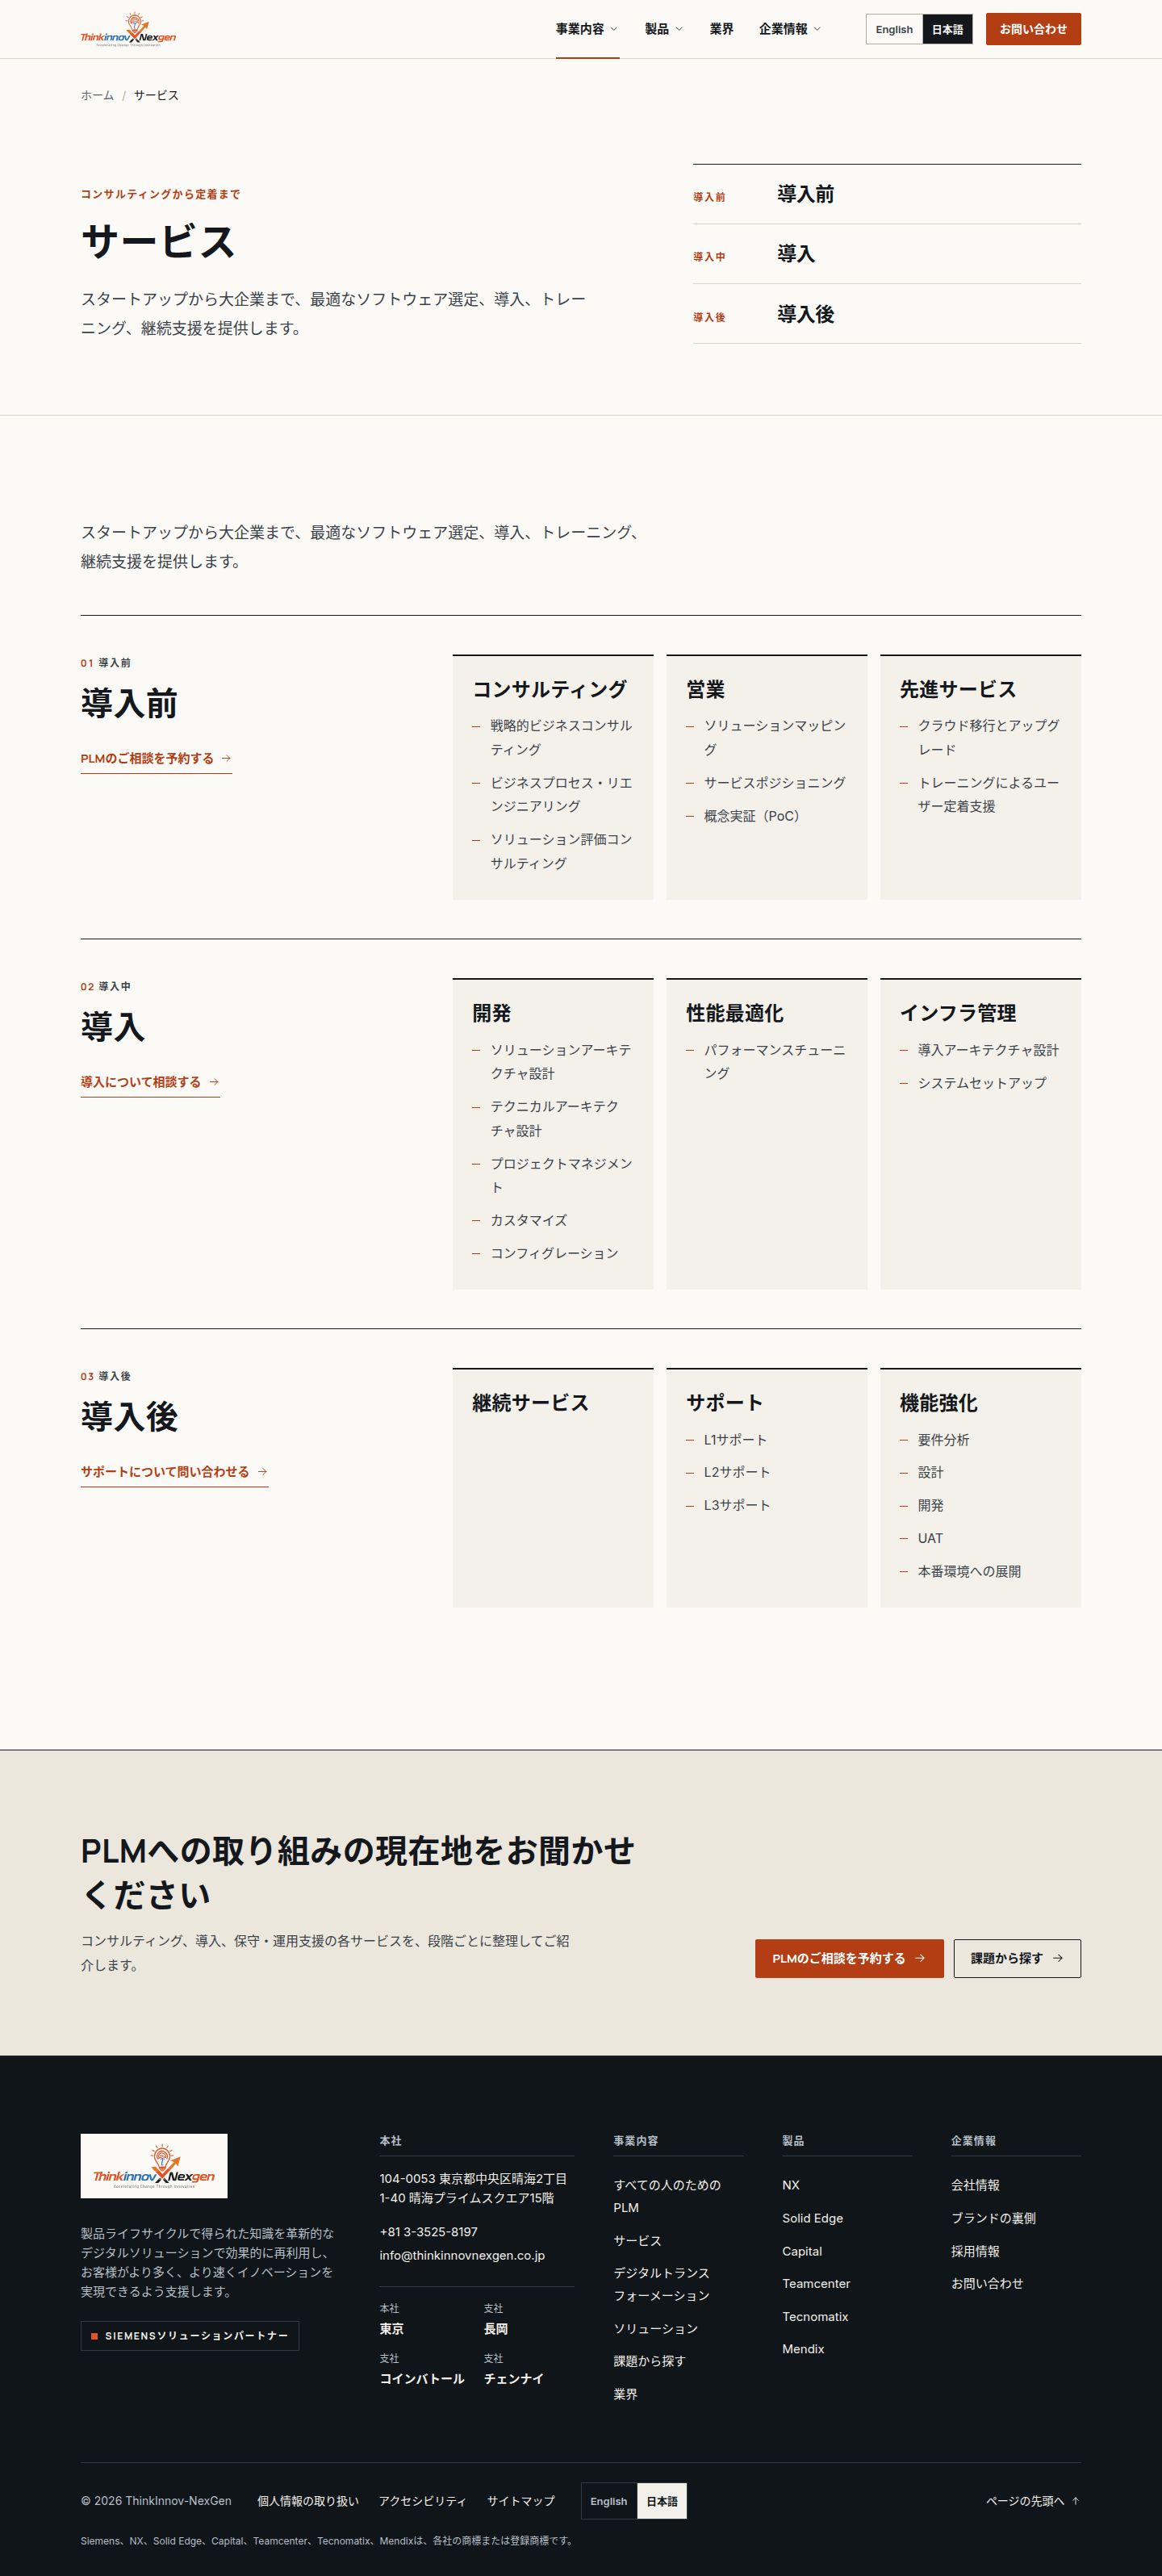 ThinkinnovXNexgen
Accelerating Change Through Innovation
事業内容
製品
業界
企業情報
English
日本語
お問い合わせ
ホーム / サービス
コンサルティングから定着まで
サービス
スタートアップから大企業まで、最適なソフトウェア選定、導入、トレー
ニング、継続支援を提供します。
導入前 導入前
導入中 導入
導入後 導入後
スタートアップから大企業まで、最適なソフトウェア選定、導入、トレーニング、
継続支援を提供します。
01 導入前
導入前
PLMのご相談を予約する →
コンサルティング
— 戦略的ビジネスコンサル
ティング
— ビジネスプロセス・リエ
ンジニアリング
— ソリューション評価コン
サルティング
営業
— ソリューションマッピン
グ
— サービスポジショニング
— 概念実証（PoC）
先進サービス
— クラウド移行とアップグ
レード
— トレーニングによるユー
ザー定着支援
02 導入中
導入
導入について相談する →
開発
— ソリューションアーキテ
クチャ設計
— テクニカルアーキテク
チャ設計
— プロジェクトマネジメン
ト
— カスタマイズ
— コンフィグレーション
性能最適化
— パフォーマンスチューニ
ング
インフラ管理
— 導入アーキテクチャ設計
— システムセットアップ
03 導入後
導入後
サポートについて問い合わせる →
継続サービス
サポート
— L1サポート
— L2サポート
— L3サポート
機能強化
— 要件分析
— 設計
— 開発
— UAT
— 本番環境への展開
PLMへの取り組みの現在地をお聞かせ
ください
コンサルティング、導入、保守・運用支援の各サービスを、段階ごとに整理してご紹
介します。
PLMのご相談を予約する →
課題から探す →
ThinkinnovXNexgen
Accelerating Change Through Innovation
製品ライフサイクルで得られた知識を革新的な
デジタルソリューションで効果的に再利用し、
お客様がより多く、より速くイノベーションを
実現できるよう支援します。
SIEMENSソリューションパートナー
本社
104-0053 東京都中央区晴海2丁目
1-40 晴海プライムスクエア15階
+81 3-3525-8197
info@thinkinnovnexgen.co.jp
本社
東京
支社
長岡
支社
コインバトール
支社
チェンナイ
事業内容
すべての人のための
PLM
サービス
デジタルトランス
フォーメーション
ソリューション
課題から探す
業界
製品
NX
Solid Edge
Capital
Teamcenter
Tecnomatix
Mendix
企業情報
会社情報
ブランドの裏側
採用情報
お問い合わせ
© 2026 ThinkInnov-NexGen
個人情報の取り扱い
アクセシビリティ
サイトマップ
English
日本語
ページの先頭へ ↑
Siemens、NX、Solid Edge、Capital、Teamcenter、Tecnomatix、Mendixは、各社の商標または登録商標です。